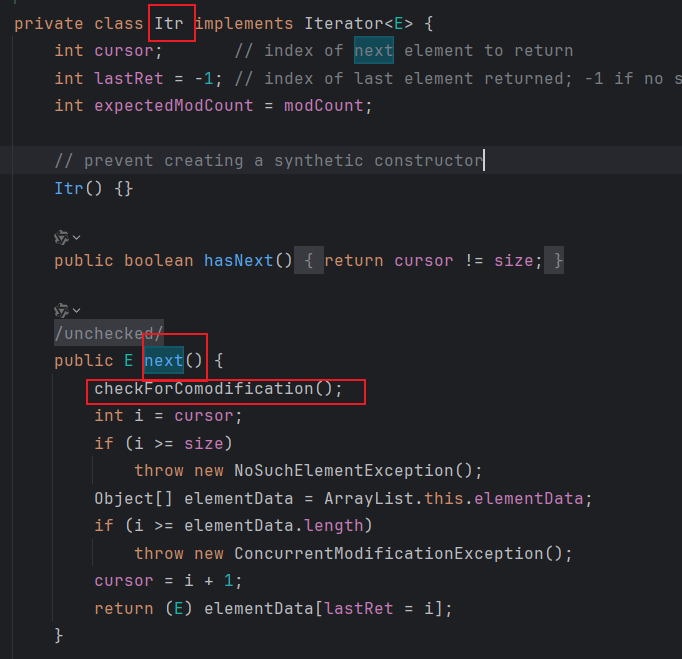 private class Itr implements Iterator<E> {
int cursor; // index of next element to return
int lastRet = -1; // index of last element returned; -1 if no s
int expectedModCount = modCount;
// prevent creating a synthetic constructor
Itr() {}
public boolean hasNext() { return cursor != size; }
/unchecked/
public E next() {
checkForComodification();
int i = cursor;
if (i >= size)
throw new NoSuchElementException();
Object[] elementData = ArrayList.this.elementData;
if (i >= elementData.length)
throw new ConcurrentModificationException();
cursor = i + 1;
return (E) elementData[lastRet = i];
}